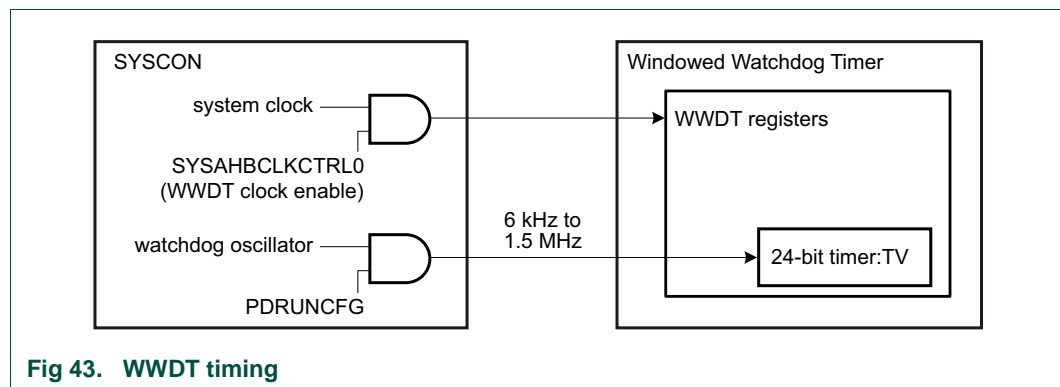 SYSCON
system clock
SYSAHBCLKCTRL0
(WWDT clock enable)
watchdog oscillator
PDRUNCFG
6 kHz to
1.5 MHz
Windowed Watchdog Timer
WWDT registers
24-bit timer:TV
Fig 43. WWDT timing